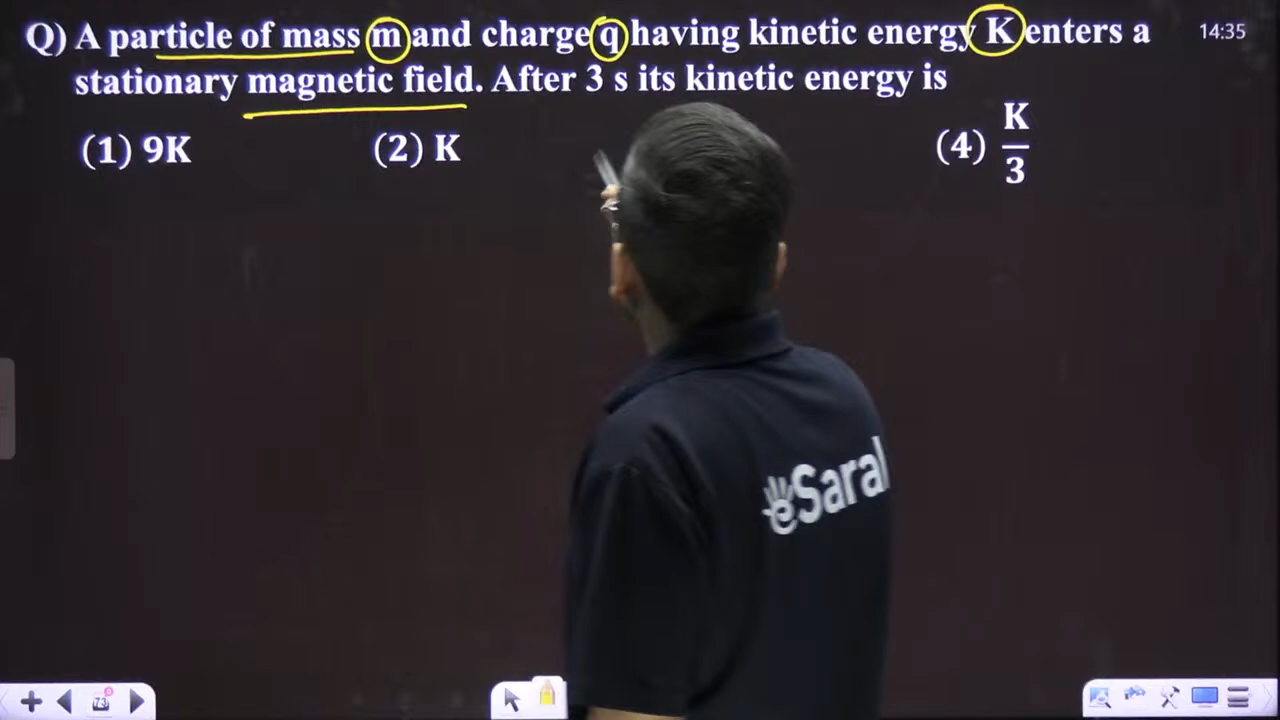 Q) A particle of mass m and charge q having kinetic energy K enters a
14:35
stationary magnetic field. After 3 s its kinetic energy is
(1) 9K (2) K (4) K/3
eSaral
73